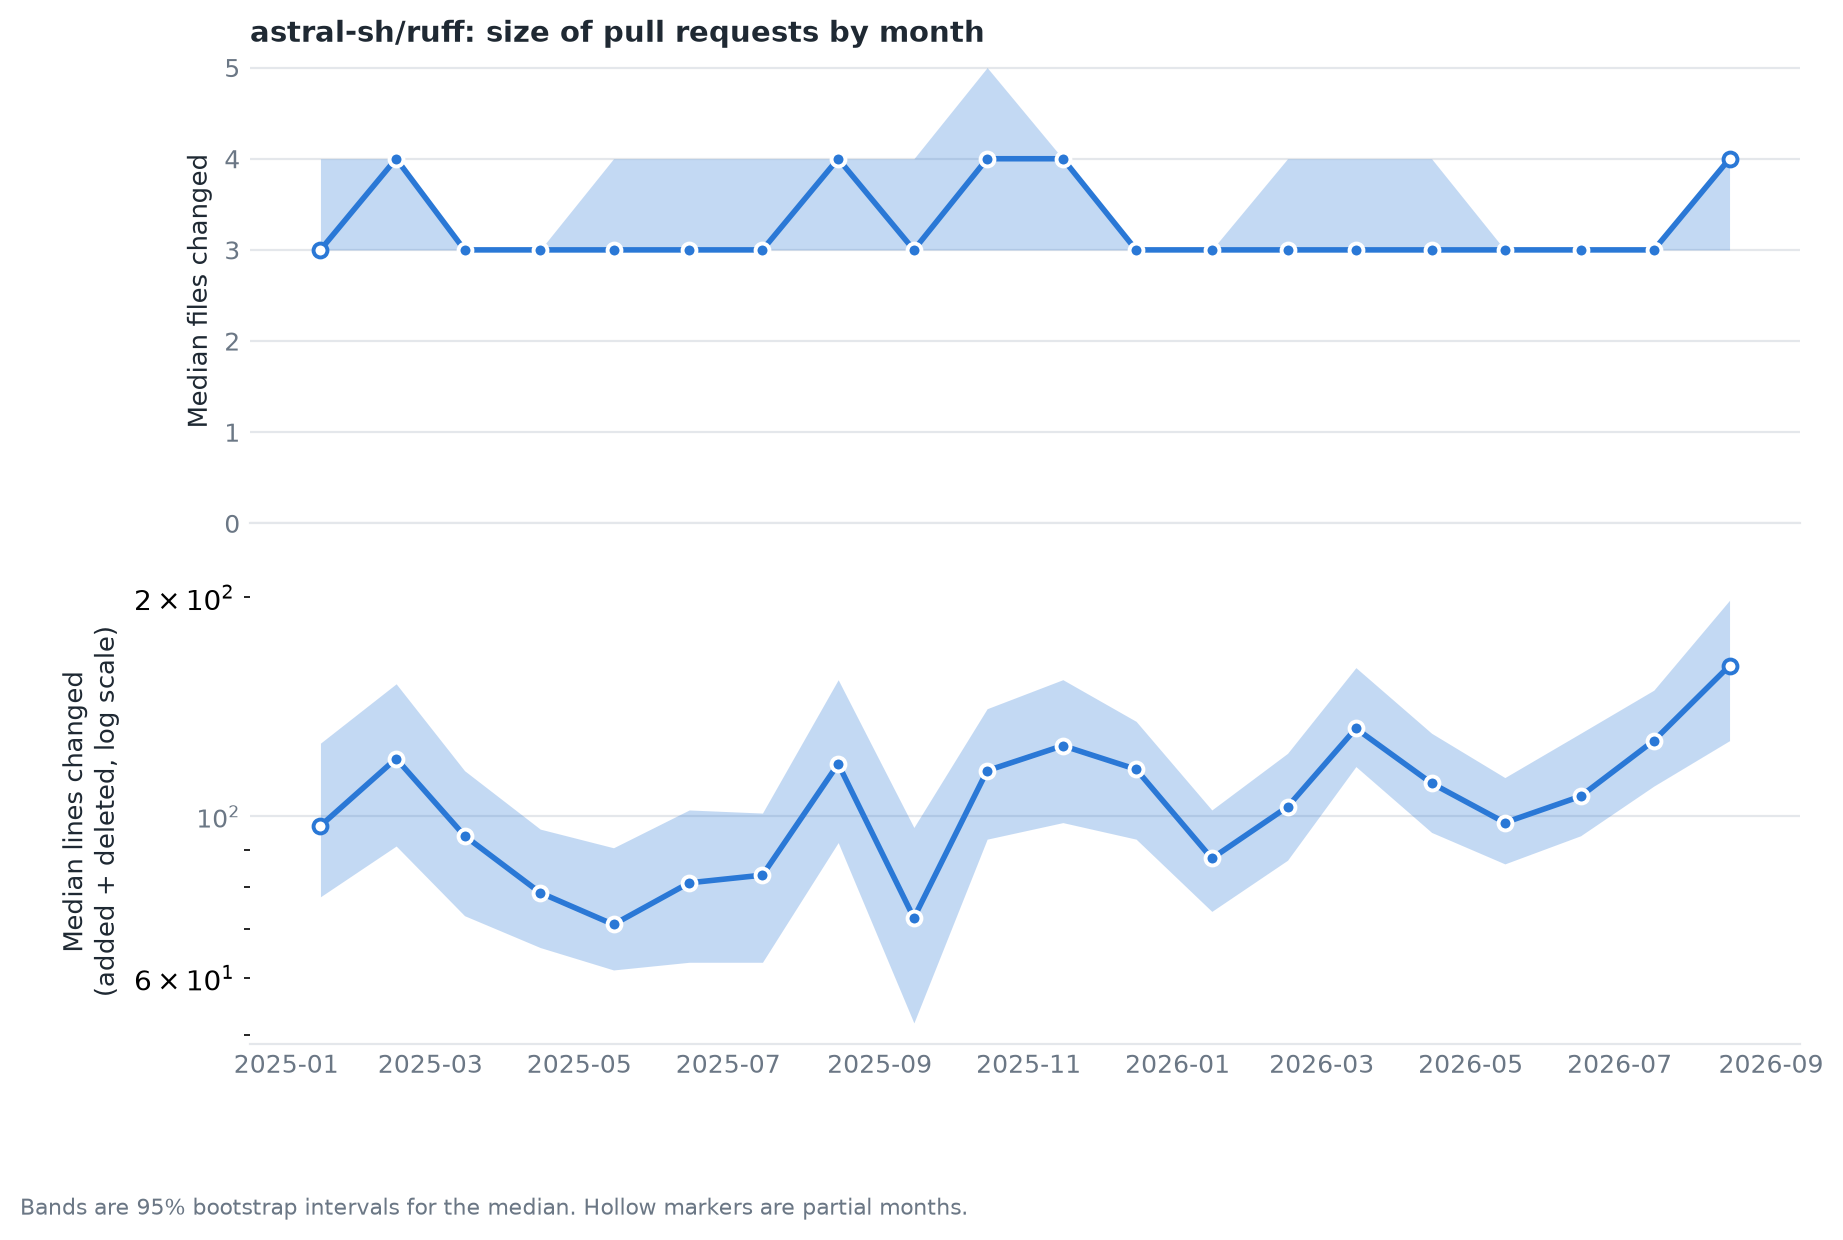 astral-sh/ruff: size of pull requests by month
5
4
3
2
1
0
Median files changed
2 × 10²
10²
6 × 10¹
Median lines changed
(added + deleted, log scale)
2025-01 2025-03 2025-05 2025-07 2025-09 2025-11 2026-01 2026-03 2026-05 2026-07 2026-09
Bands are 95% bootstrap intervals for the median. Hollow markers are partial months.